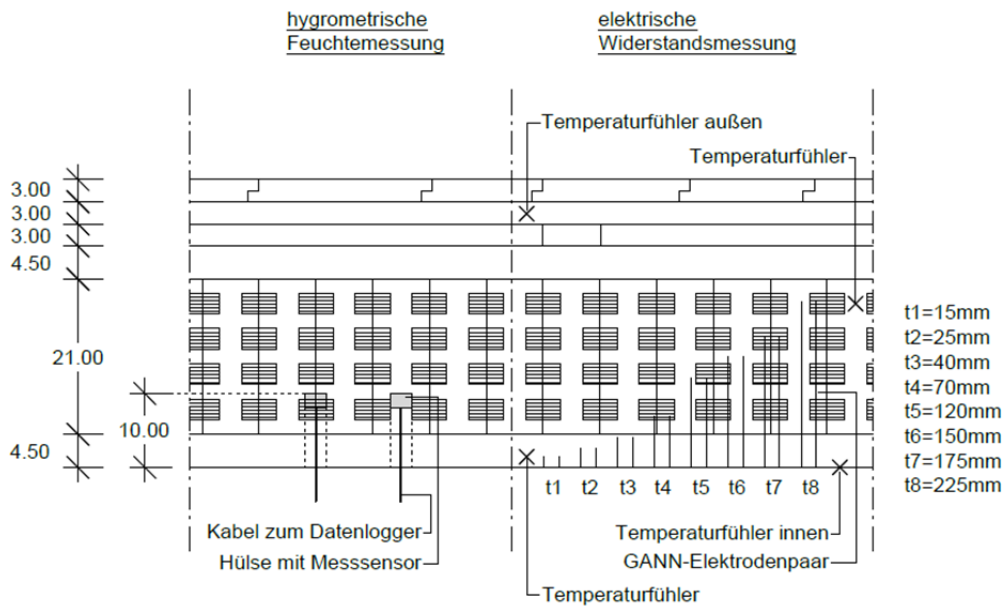 hygrometrische
Feuchtemessung
elektrische
Widerstandsmessung
Temperaturfühler außen
Temperaturfühler
3.00
3.00
3.00
4.50
21.00
10.00
4.50
t1=15mm
t2=25mm
t3=40mm
t4=70mm
t5=120mm
t6=150mm
t7=175mm
t8=225mm
t1 t2 t3 t4 t5 t6 t7 t8
Kabel zum Datenlogger
Hülse mit Messsensor
Temperaturfühler innen
GANN-Elektrodenpaar
Temperaturfühler